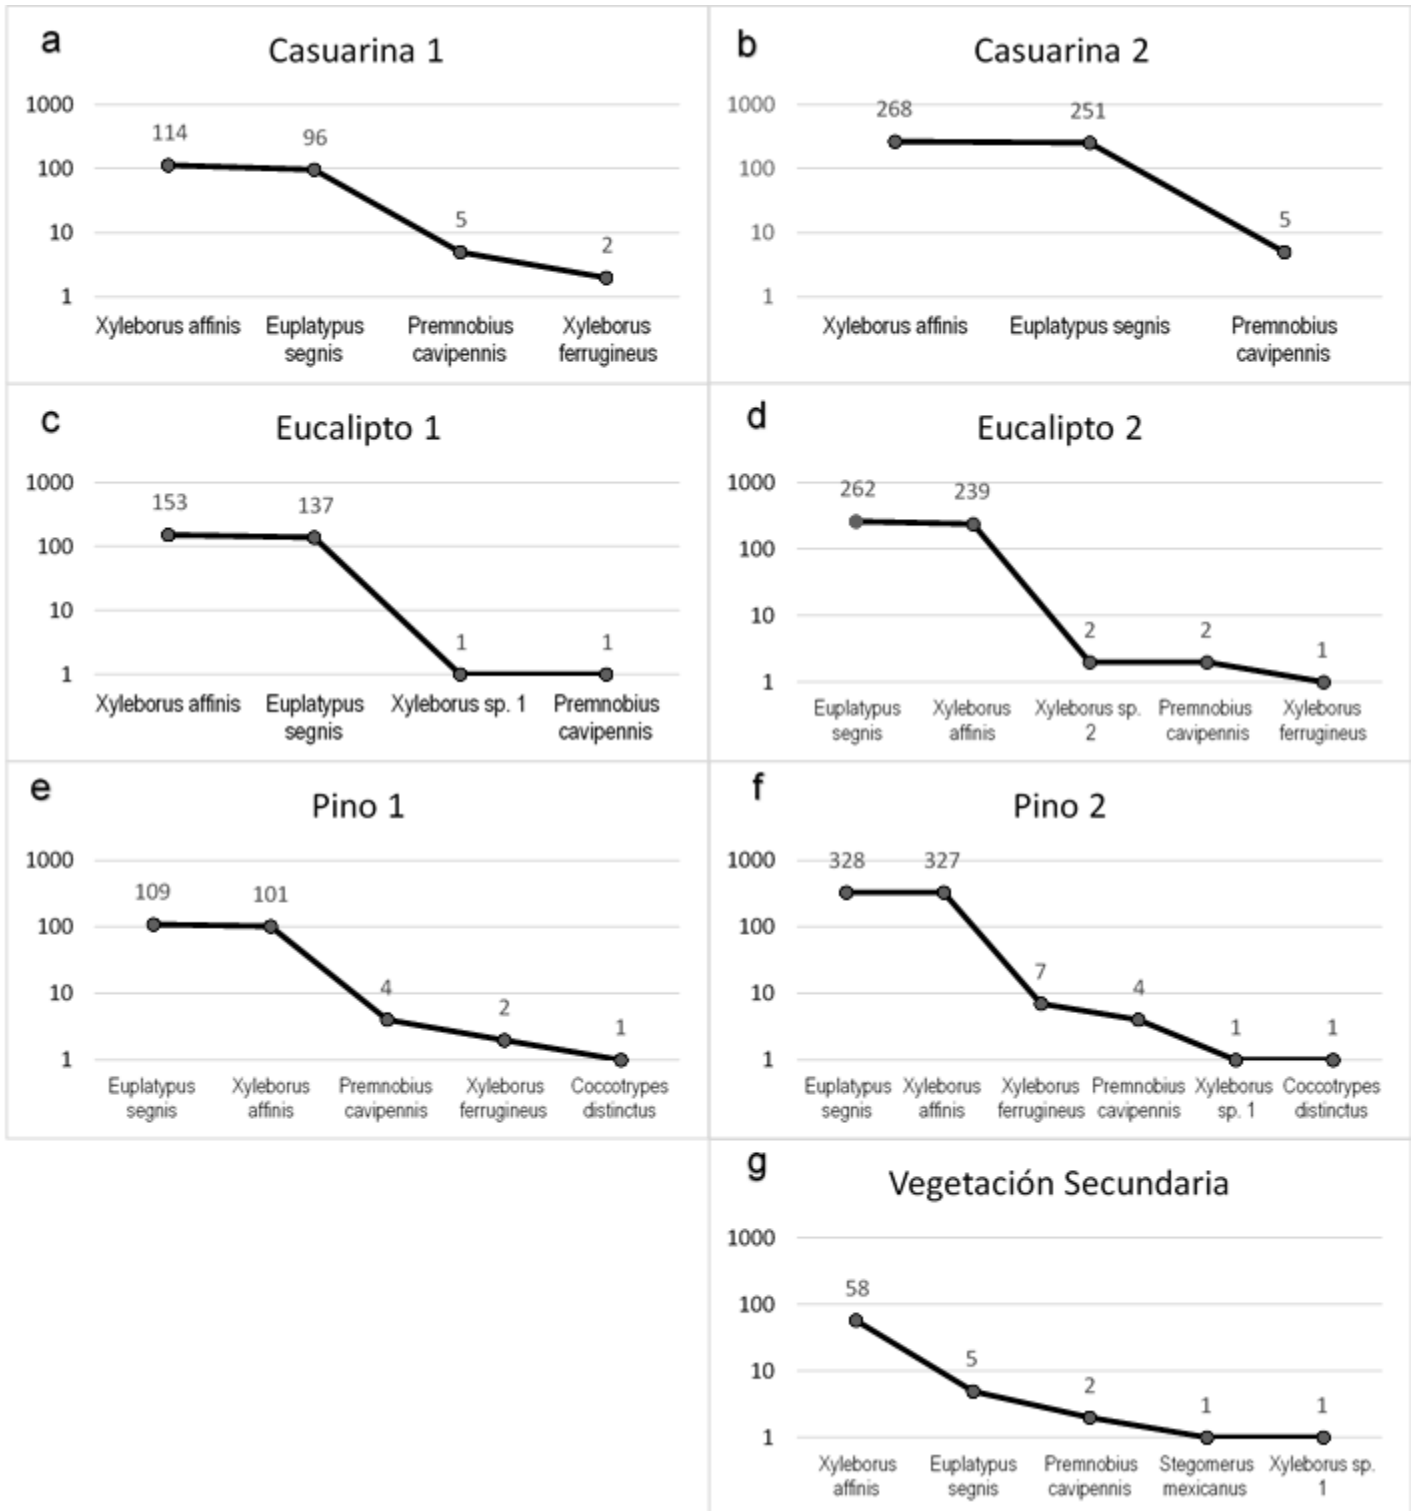 a
Casuarina 1
1000
100
10
1
114
96
5
2
Xyleborus affinis
Euplatypus
segnis
Premnobius
cavipennis
Xyleborus
ferrugineus
b
Casuarina 2
1000
100
10
1
268
251
5
Xyleborus affinis
Euplatypus segnis
Premnobius
cavipennis
c
Eucalipto 1
1000
100
10
1
153
137
1
1
Xyleborus affinis
Euplatypus
segnis
Xyleborus sp. 1
Premnobius
cavipennis
d
Eucalipto 2
1000
100
10
1
262
239
2
2
1
Euplatypus
segnis
Xyleborus
affinis
Xyleborus sp.
2
Premnobius
cavipennis
Xyleborus
ferrugineus
e
Pino 1
1000
100
10
1
109
101
4
2
1
Euplatypus
segnis
Xyleborus
affinis
Premnobius
cavipennis
Xyleborus
ferrugineus
Coccotrypes
distinctus
f
Pino 2
1000
100
10
1
328
327
7
4
1
1
Euplatypus
segnis
Xyleborus
affinis
Xyleborus
ferrugineus
Premnobius
cavipennis
Xyleborus
sp. 1
Coccotrypes
distinctus
g
Vegetación Secundaria
1000
100
10
1
58
5
2
1
1
Xyleborus
affinis
Euplatypus
segnis
Premnobius
cavipennis
Stegomerus
mexicanus
Xyleborus sp.
1